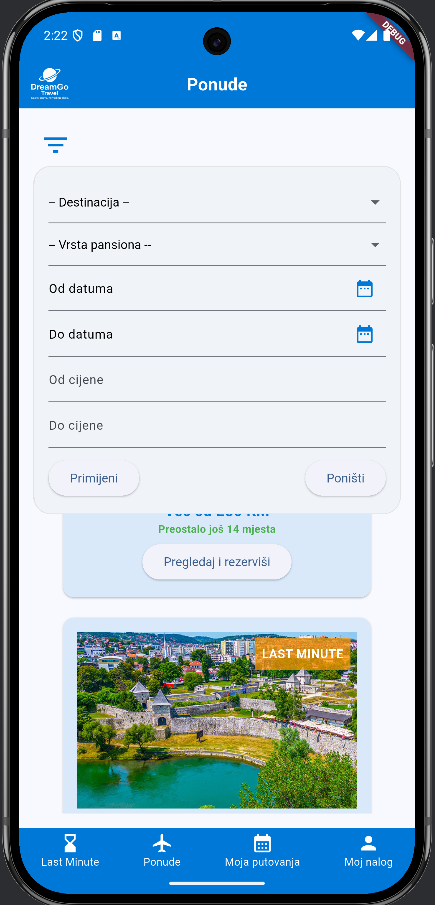 2:22
DEBUG
DreamGo
Travel
Ponude
-- Destinacija --
-- Vrsta pansiona --
Od datuma
Do datuma
Od cijene
Do cijene
Primijeni
Poništi
Preostalo još 14 mjesta
Pregledaj i rezerviši
LAST MINUTE
Last Minute
Ponude
Moja putovanja
Moj nalog